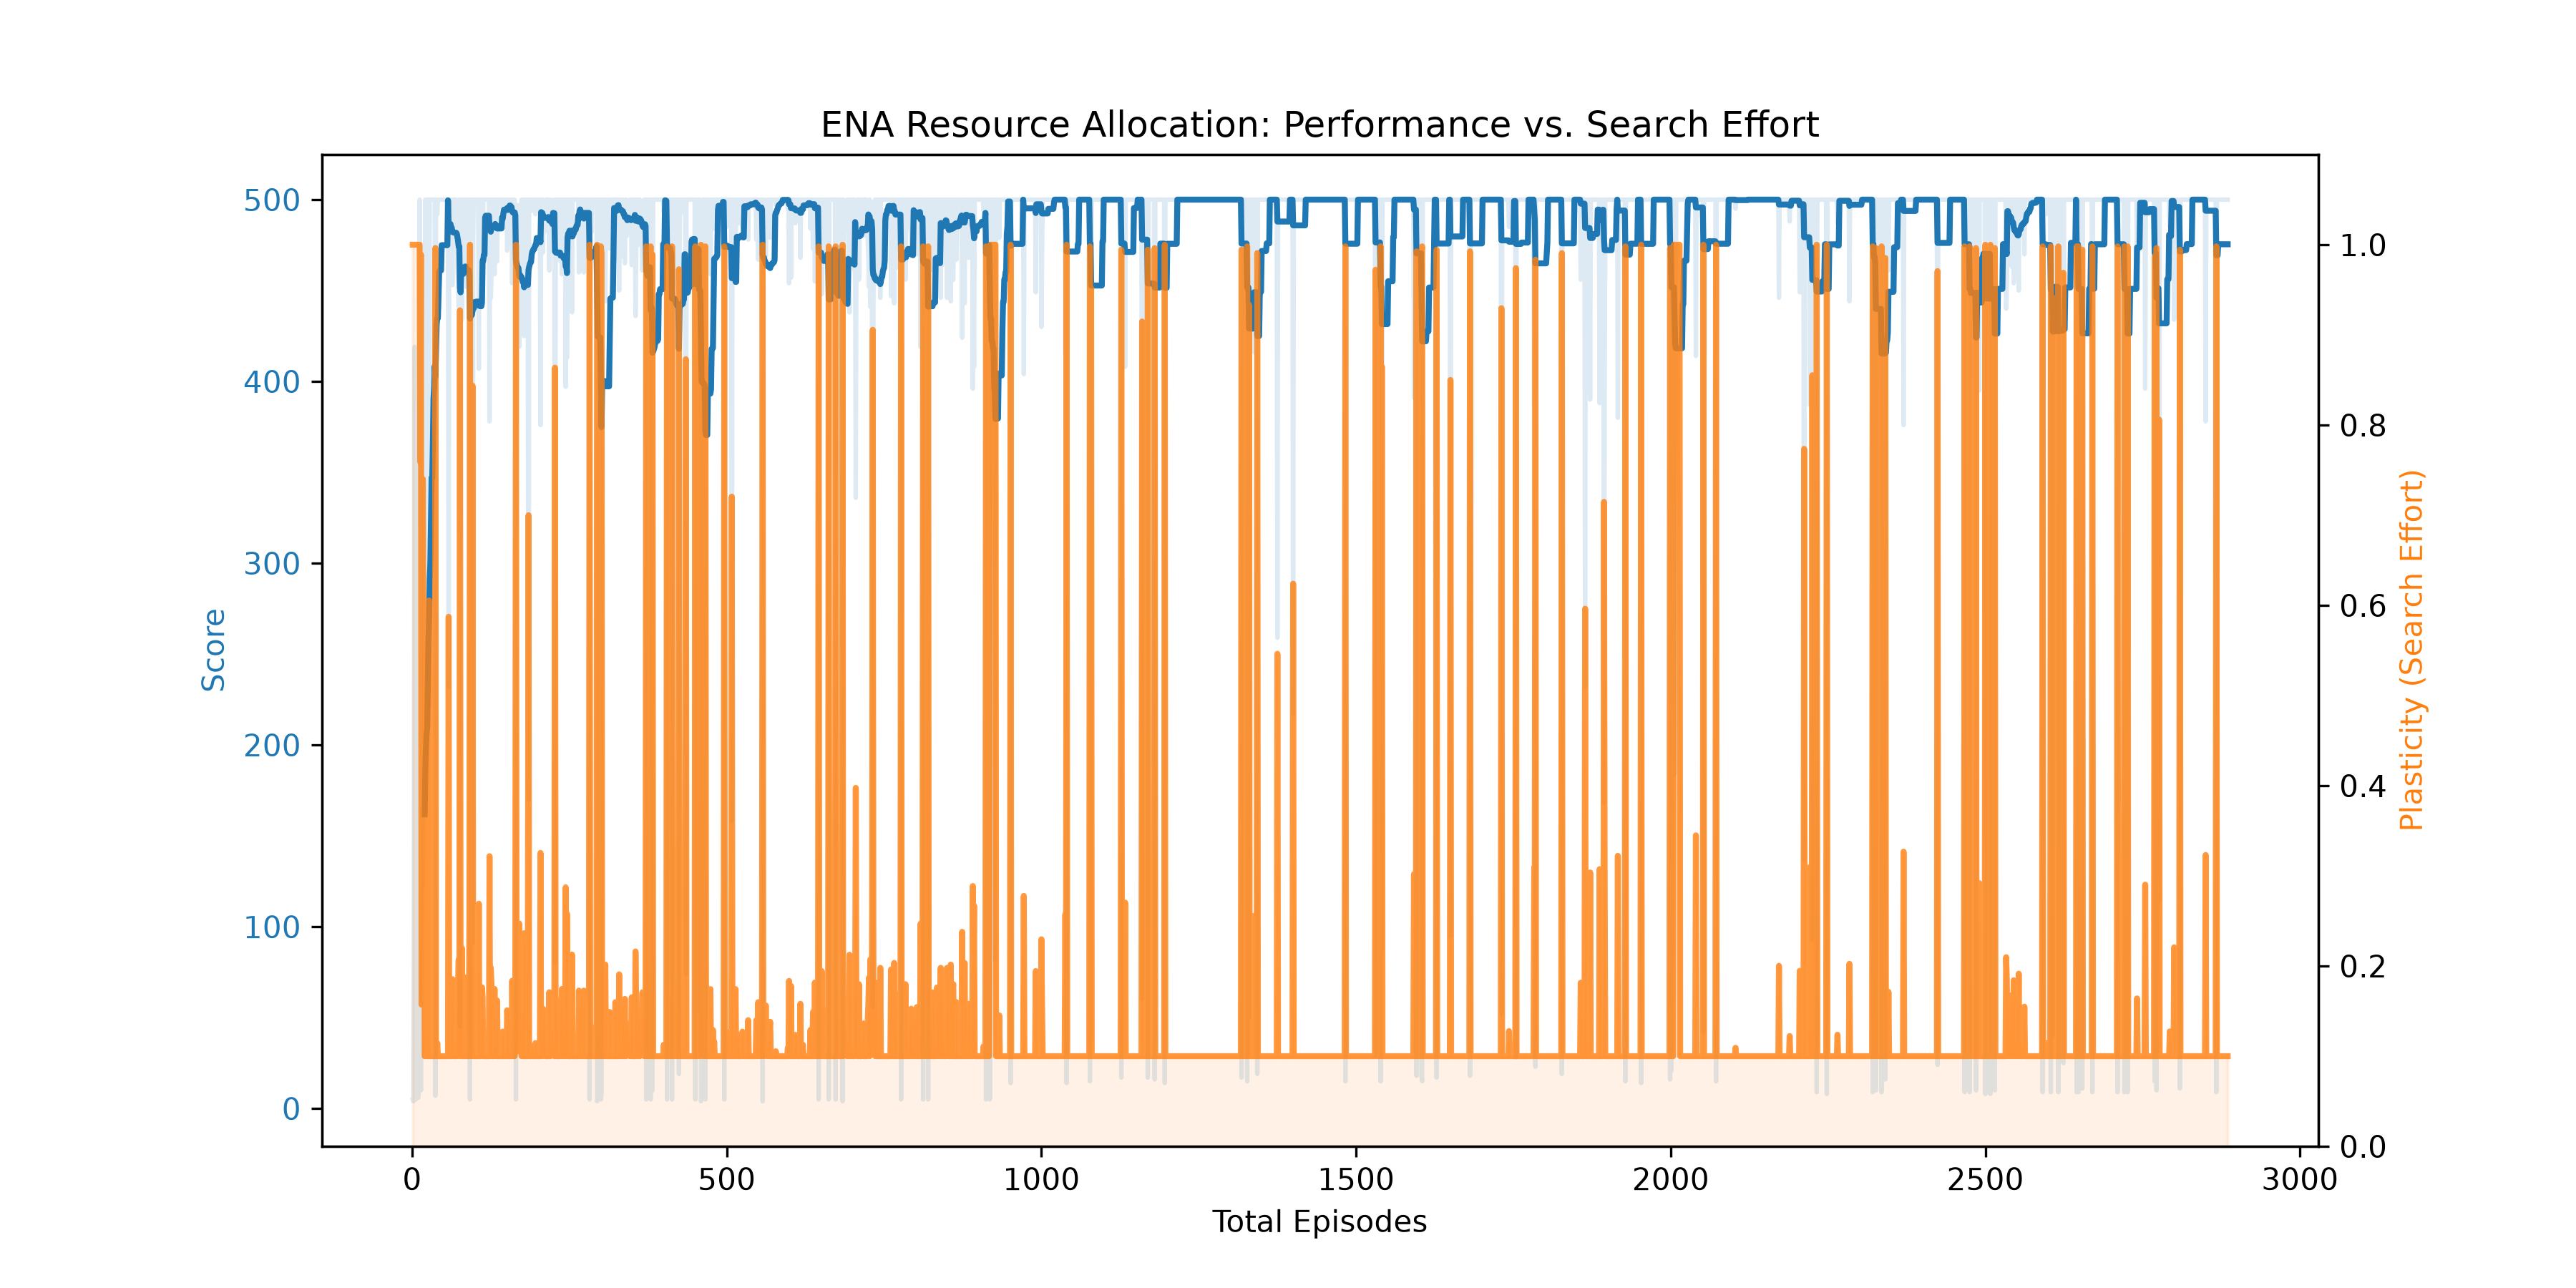 ENA Resource Allocation: Performance vs. Search Effort
500
400
300
200
100
0
Score
1.0
0.8
0.6
0.4
0.2
0.0
Plasticity (Search Effort)
0 500 1000 1500 2000 2500 3000
Total Episodes